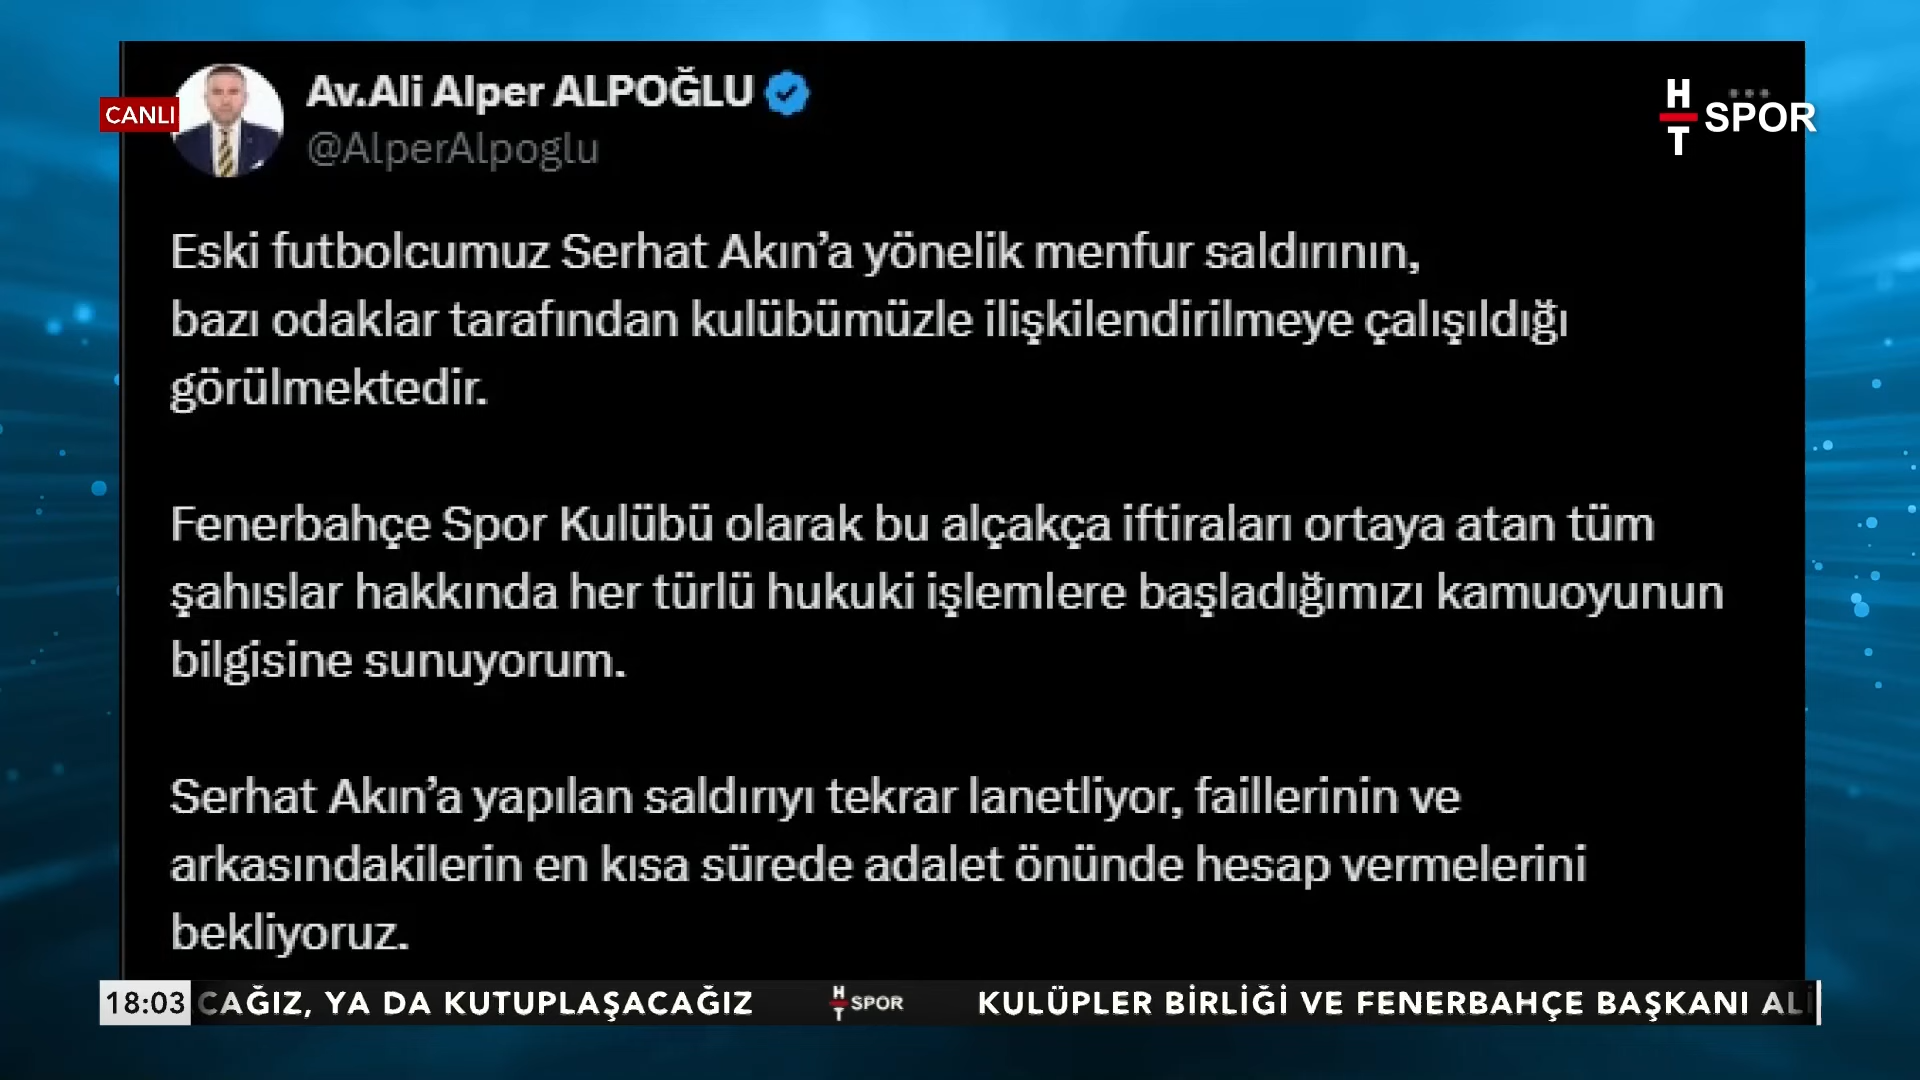 Av.Ali Alper ALPOĞLU
CANLI
@AlperAlpoglu
HT SPOR
Eski futbolcumuz Serhat Akın’a yönelik menfur saldırının,
bazı odaklar tarafından kulübümüzle ilişkilendirilmeye çalışıldığı
görülmektedir.
Fenerbahçe Spor Kulübü olarak bu alçakça iftiraları ortaya atan tüm
şahıslar hakkında her türlü hukuki işlemlere başladığımızı kamuoyunun
bilgisine sunuyorum.
Serhat Akın’a yapılan saldırıyı tekrar lanetliyor, faillerinin ve
arkasındakilerin en kısa sürede adalet önünde hesap vermelerini
bekliyoruz.
18:03 CAĞIZ, YA DA KUTUPLAŞACAĞIZ HT SPOR KULÜPLER BİRLİĞİ VE FENERBAHÇE BAŞKANI ALİ